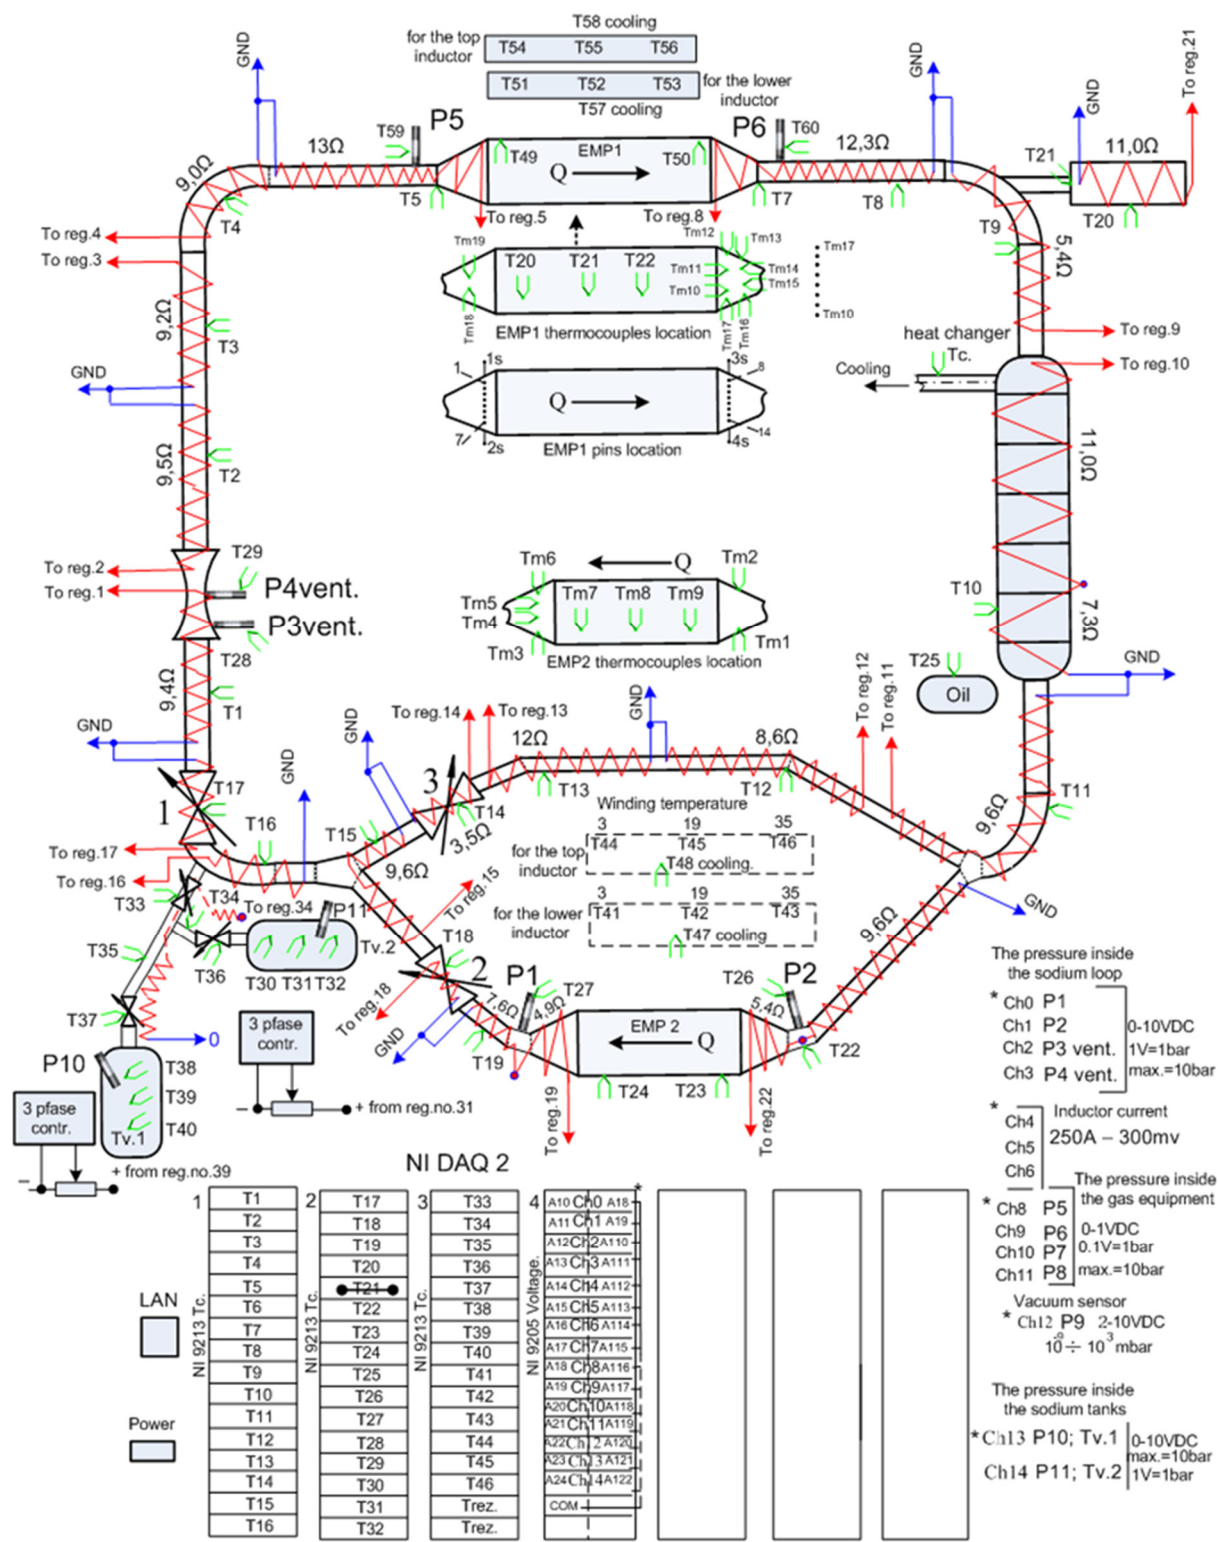 T58 cooling
for the top
inductor
T54 T55 T56
T51 T52 T53
for the lower
inductor
T57 cooling
GND
GND
GND
To reg.21
P5
P6
T59
T60
13Ω
12,3Ω
11,0Ω
9,0Ω
T49
EMP1
T50
Q
T21
T5
T7
T8
T20
T4
T9
To reg.5
To reg.8
To reg.4
To reg.3
5,4Ω
Tm19
Tm12
Tm13
Tm17
T20 T21 T22
Tm11
Tm14
Tm15
Tm10
Tm10
Tm18
Tm17
Tm16
EMP1 thermocouples location
9,2Ω
T3
To reg.9
heat changer
Tc.
To reg.10
Cooling
GND
1
1s
3s
8
Q
7
2s
4s
14
EMP1 pins location
9,5Ω
T2
11,0Ω
T29
To reg.2
To reg.1
P4vent.
P3vent.
T28
Tm6
Q
Tm2
Tm7 Tm8 Tm9
Tm5
Tm4
Tm3
Tm1
EMP2 thermocouples location
T10
7,3Ω
T25
Oil
GND
9,4Ω
T1
GND
To reg.14
To reg.13
GND
GND
To reg.12
To reg.11
GND
12Ω
8,6Ω
T17
1
3
T13
T12
T14
T11
3,5Ω
9,6Ω
T16
T15
9,6Ω
Winding temperature
3 19 35
T44 T45 T46
for the top
inductor
T48 cooling.
3 19 35
T41 T42 T43
for the lower
inductor
T47 cooling
To reg.17
To reg.16
To reg.15
GND
9,6Ω
T33
T34
To reg.34
P11
Tv.2
T35
T36
T30 T31 T32
T18
2
To reg.18
GND
7,6Ω
P1
T27
4,9Ω
T26
P2
5,4Ω
EMP 2
Q
T19
T24
T23
T22
To reg.19
To reg.22
T37
0
P10
T38
T39
T40
Tv.1
3 pfase
contr.
+ from reg.no.31
3 pfase
contr.
+ from reg.no.39
The pressure inside
the sodium loop
* Ch0 P1
Ch1 P2
Ch2 P3 vent.
Ch3 P4 vent.
0-10VDC
1V=1bar
max.=10bar
* Ch4
Ch5
Ch6
Inductor current
250A – 300mv
The pressure inside
the gas equipment
* Ch8 P5
Ch9 P6
Ch10 P7
Ch11 P8
0-1VDC
0.1V=1bar
max.=10bar
Vacuum sensor
* Ch12 P9 2-10VDC
10-9 ÷ 103 mbar
The pressure inside
the sodium tanks
* Ch13 P10; Tv.1
Ch14 P11; Tv.2
0-10VDC
max.=10bar
1V=1bar
LAN
Power
NI DAQ 2
1
NI 9213 Tc.
T1
T2
T3
T4
T5
T6
T7
T8
T9
T10
T11
T12
T13
T14
T15
T16
2
NI 9213 Tc.
T17
T18
T19
T20
T21
T22
T23
T24
T25
T26
T27
T28
T29
T30
T31
T32
3
NI 9213 Tc.
T33
T34
T35
T36
T37
T38
T39
T40
T41
T42
T43
T44
T45
T46
Trez.
Trez.
4
NI 9205 Voltage.
*
A10 Ch0 A18
A11 Ch1 A19
A12 Ch2 A110
A13 Ch3 A111
A14 Ch4 A112
A15 Ch5 A113
A16 Ch6 A114
A17 Ch7 A115
A18 Ch8 A116
A19 Ch9 A117
A20 Ch10 A118
A21 Ch11 A119
A22 Ch12 A120
A23 Ch13 A121
A24 Ch14 A122
COM